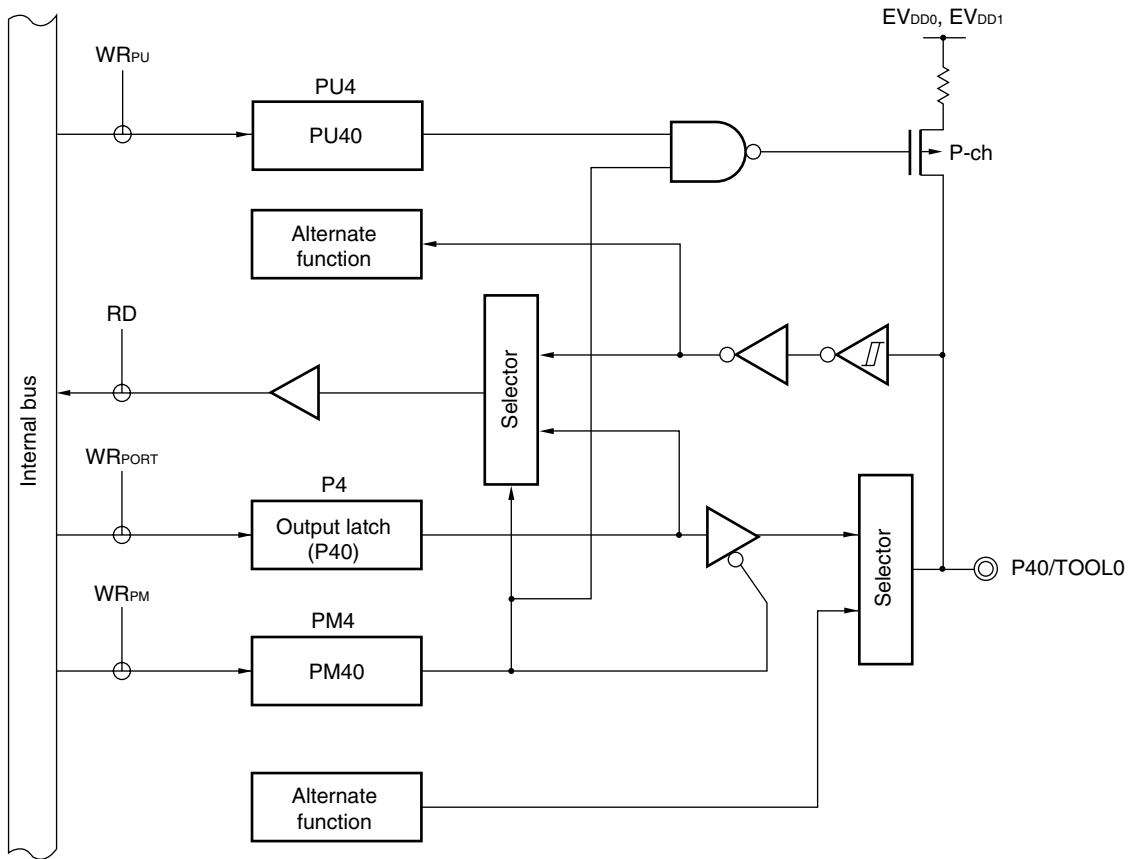 EVDD0, EVDD1
WRPU
PU4
PU40
P-ch
Alternate
function
RD
Selector
Internal bus
WRPORT
P4
Output latch
(P40)
Selector
P40/TOOL0
WRPM
PM4
PM40
Alternate
function